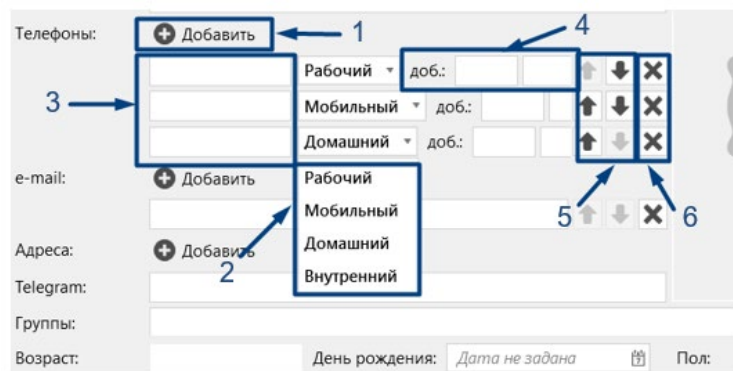 Телефоны: Добавить 1 4
Рабочий доб.:
3 Мобильный доб.:
Домашний доб.:
e-mail: Добавить Рабочий
Мобильный 5 6
Адреса: Добавить Домашний
2
Telegram: Внутренний
Группы:
Возраст: День рождения: Дата не задана 7 Пол: